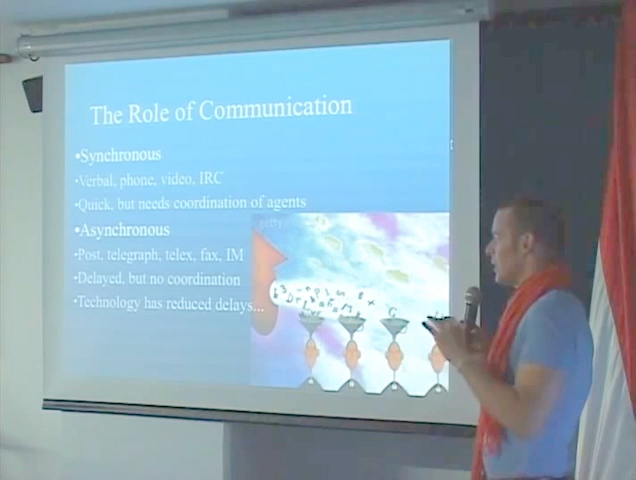 The Role of Communication
•Synchronous
•Verbal, phone, video, IRC
•Quick, but needs coordination of agents
•Asynchronous
•Post, telegraph, telex, fax, IM
•Delayed, but no coordination
•Technology has reduced delays...
getty